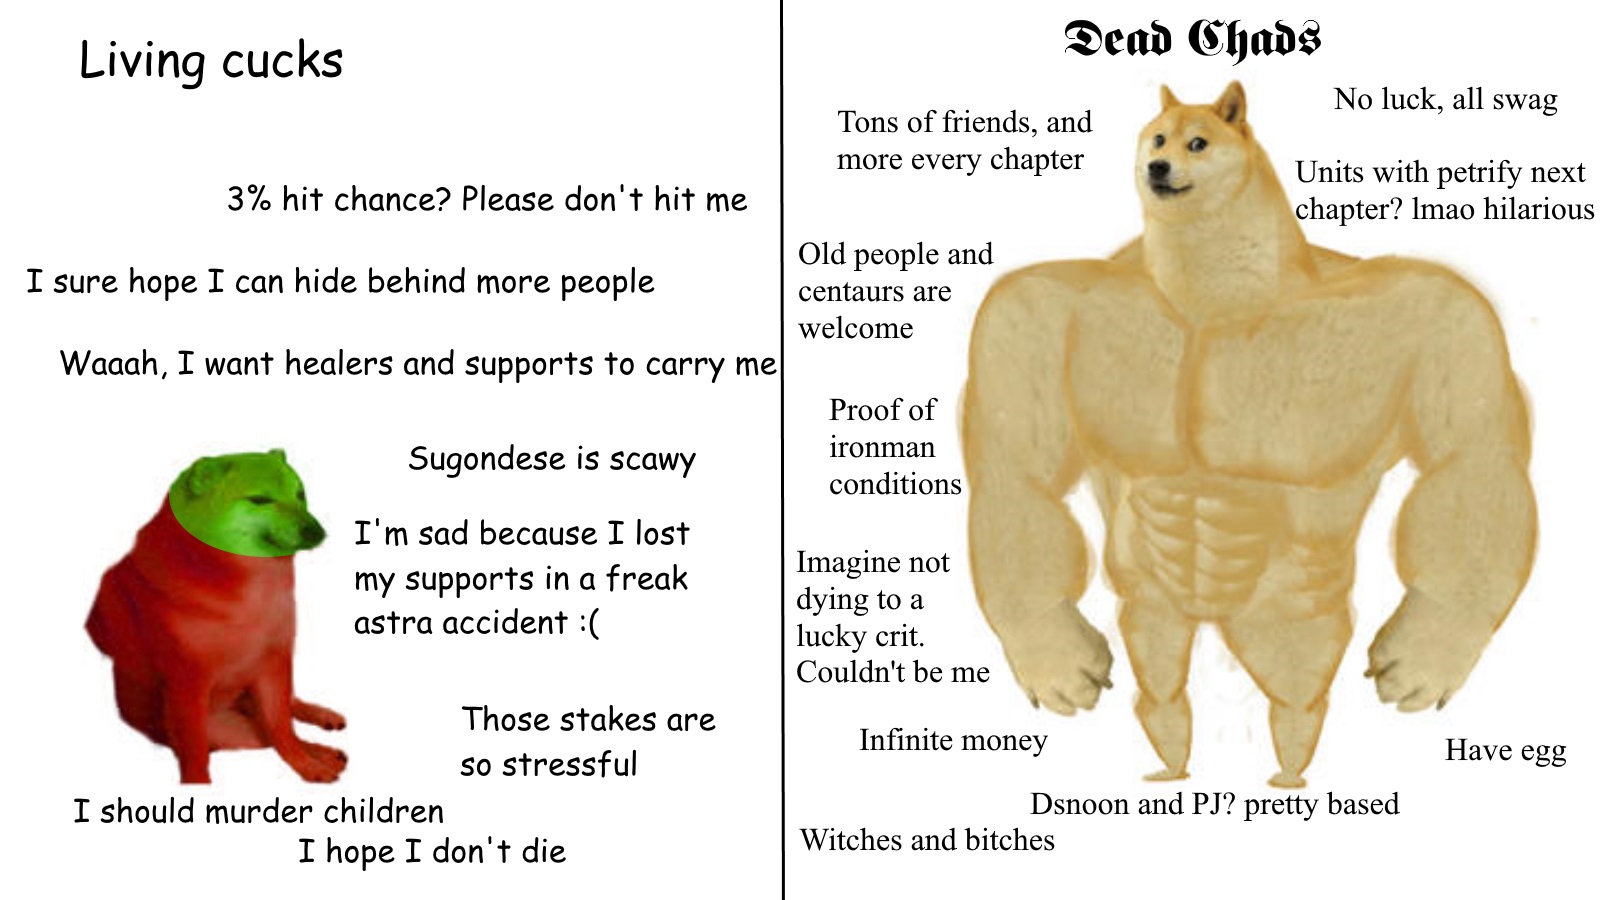 Living cucks
3% hit chance? Please don't hit me
I sure hope I can hide behind more people
Waaah, I want healers and supports to carry me
Sugondese is scawy
I'm sad because I lost
my supports in a freak
astra accident :(
Those stakes are
so stressful
I should murder children
I hope I don't die
Dead Chads
No luck, all swag
Tons of friends, and
more every chapter
Units with petrify next
chapter? lmao hilarious
Old people and
centaurs are
welcome
Proof of
ironman
conditions
Imagine not
dying to a
lucky crit.
Couldn't be me
Infinite money
Have egg
Dsnoon and PJ? pretty based
Witches and bitches